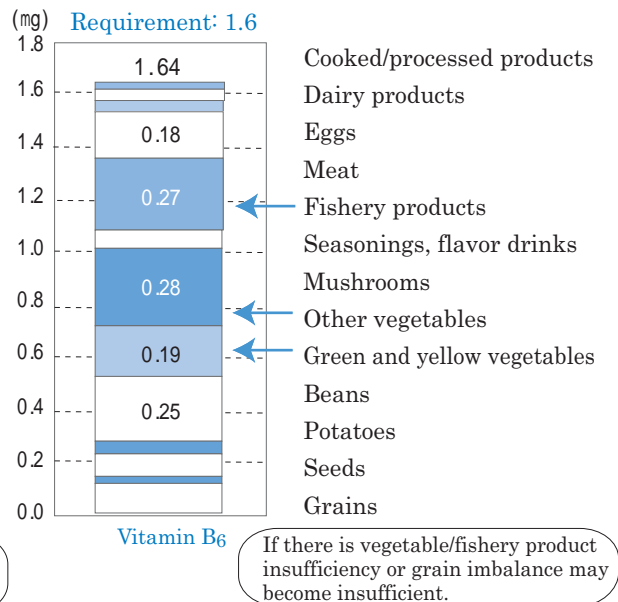 (mg) Requirement: 1.6
1.8
1.6
1.4
1.2
1.0
0.8
0.6
0.4
0.2
0.0
1.64
0.18
0.27
0.28
0.19
0.25
Cooked/processed products
Dairy products
Eggs
Meat
Fishery products
Seasonings, flavor drinks
Mushrooms
Other vegetables
Green and yellow vegetables
Beans
Potatoes
Seeds
Grains
Vitamin B6
If there is vegetable/fishery product
insufficiency or grain imbalance may
become insufficient.